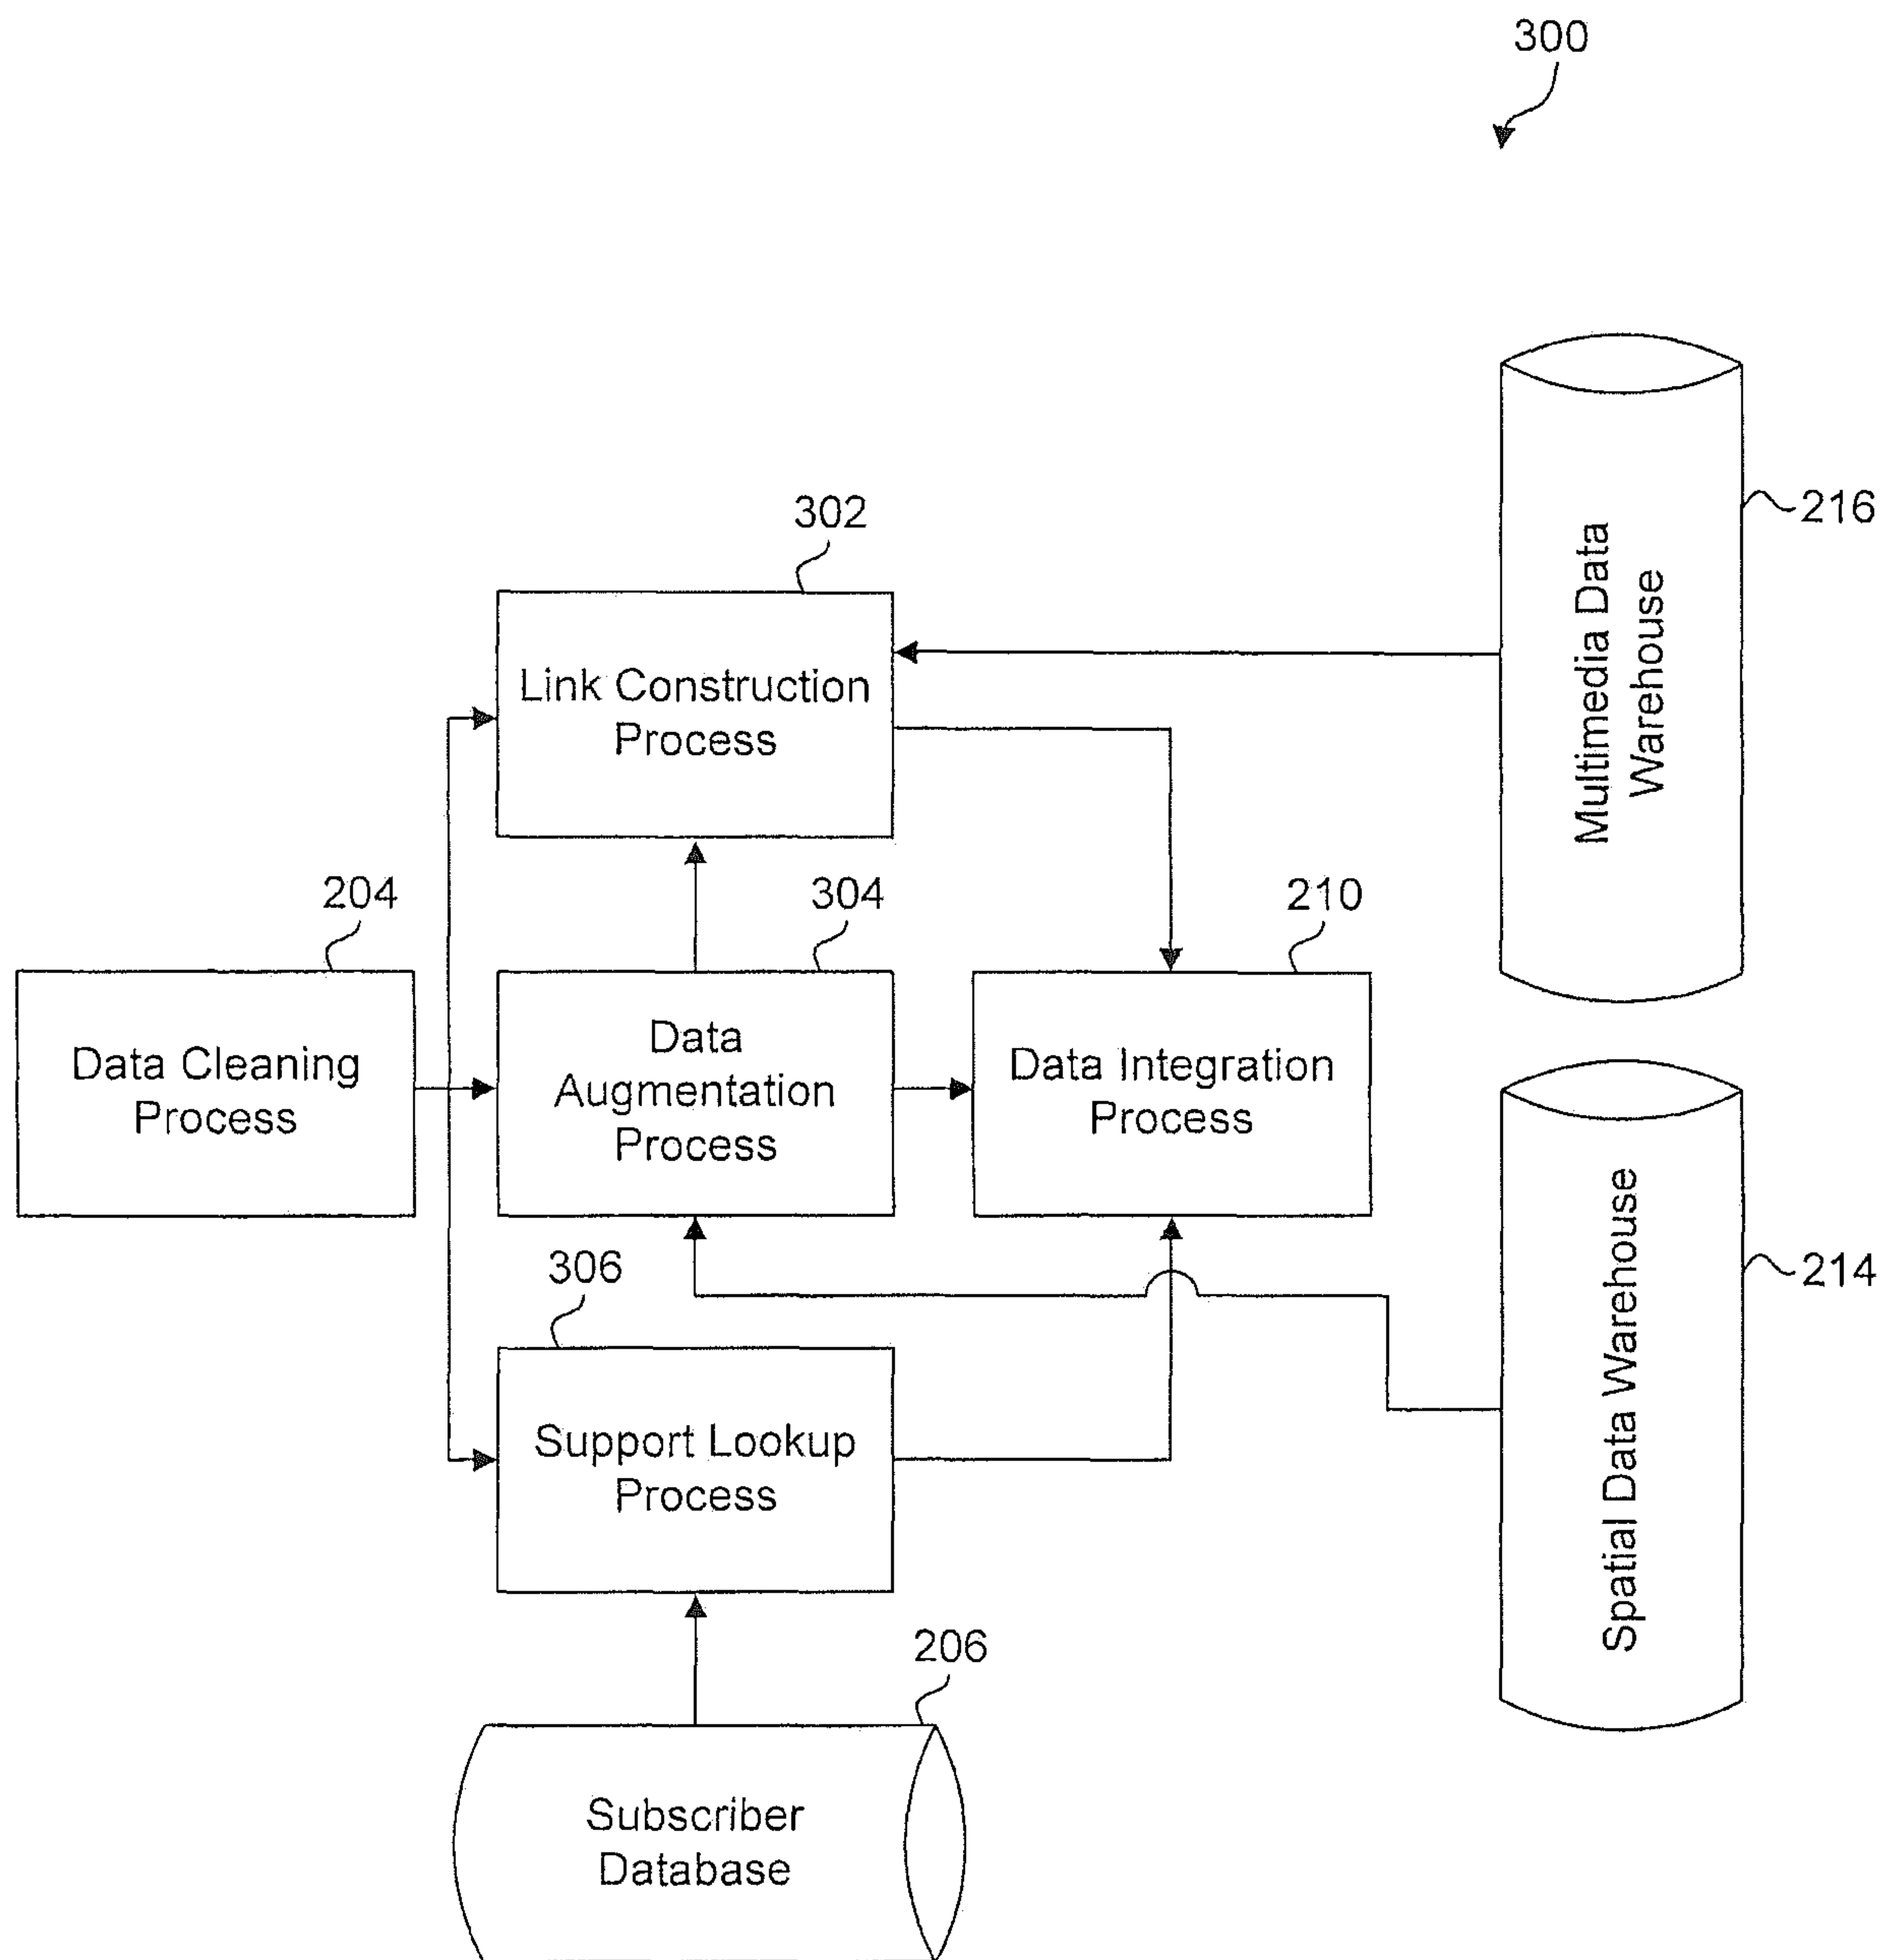 300
216
Multimedia Data
Warehouse
302
Link Construction
Process
204
Data Cleaning
Process
304
Data
Augmentation
Process
210
Data Integration
Process
214
Spatial Data Warehouse
306
Support Lookup
Process
206
Subscriber
Database